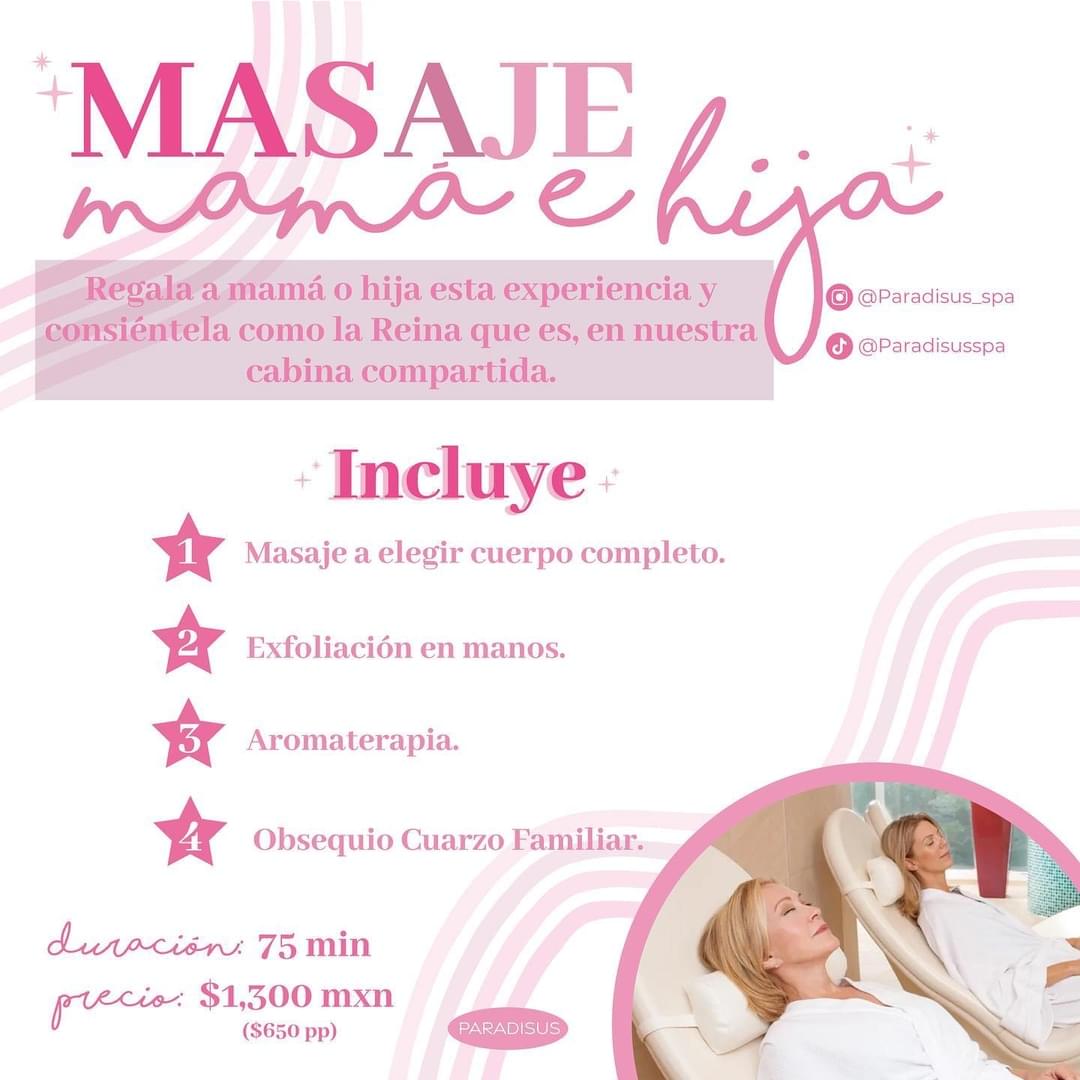 MASAJE
mamá e hija
Regala a mamá o hija esta experiencia y
consiéntela como la Reina que es, en nuestra
cabina compartida.
@Paradisus_spa
@Paradisusspa
Incluye
1 Masaje a elegir cuerpo completo.
2 Exfoliación en manos.
3 Aromaterapia.
4 Obsequio Cuarzo Familiar.
duración: 75 min
precio: $1,300 mxn
($650 pp)
PARADISUS